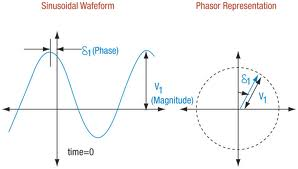 Sinusoidal Wafeform
Phasor Representation
δ1 (Phase)
V1
(Magnitude)
time=0
δ1
V1